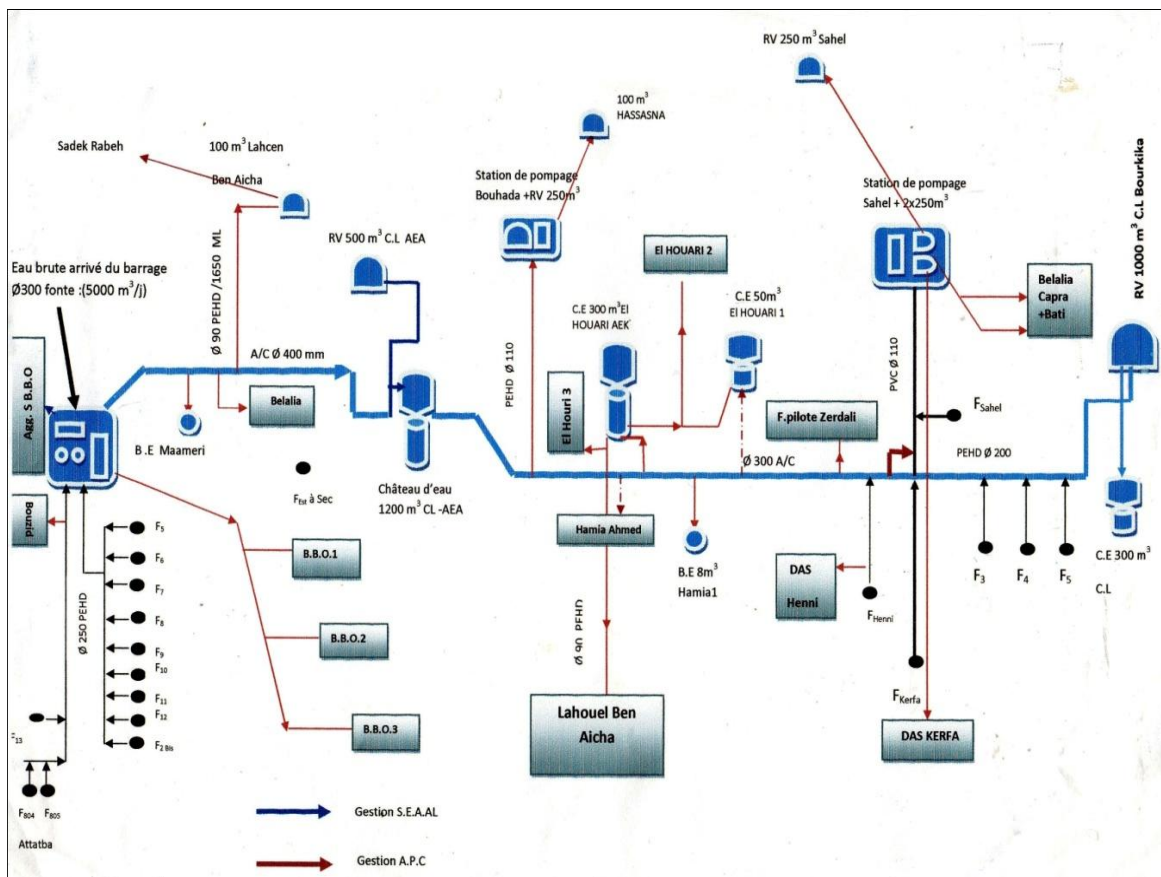 RV 250 m³ Sahel
100 m³
HASSASNA
Sadek Rabeh
100 m³ Lahcen
Ben Aicha
Station de pompage
Bouhada +RV 250m³
Station de pompage
Sahel + 2x250m³
RV 1000 m³ C.L Bourkika
RV 500 m³ C.L AEA
El HOUARI 2
Eau brute arrivé du barrage
Ø300 fonte :(5000 m³/j)
Ø 90 PEHD /1650 ML
C.E 300 m³El
HOUARI AEK
C.E 50m³
El HOUARI 1
Belalia
Capra
+Bati
A/C Ø 400 mm
PEHD Ø 110
PVC Ø 110
Agg. S B.B.O
Belalia
El Houri 3
F.pilote Zerdali
F Sahel
B .E Maameri
Ø 300 A/C
PEHD Ø 200
F Est à Sec
Château d'eau
1200 m³ CL -AEA
Bouzid
Hamia Ahmed
B.E 8m³
Hamia1
DAS
Henni
F Henni
F₃
F₄
F₅
C.E 300 m³
C.L
F₅
F₆
F₇
F₈
F₉
F₁₀
F₁₁
F₁₂
F₂ Bis
Ø 250 PEHD
B.B.O.1
B.B.O.2
B.B.O.3
Ø 90 PEHD
Lahouel Ben
Aicha
F Kerfa
DAS KERFA
F₁₃
F₈₀₄
F₈₀₅
Attatba
Gestion S.E.A.AL
Gestion A.P.C